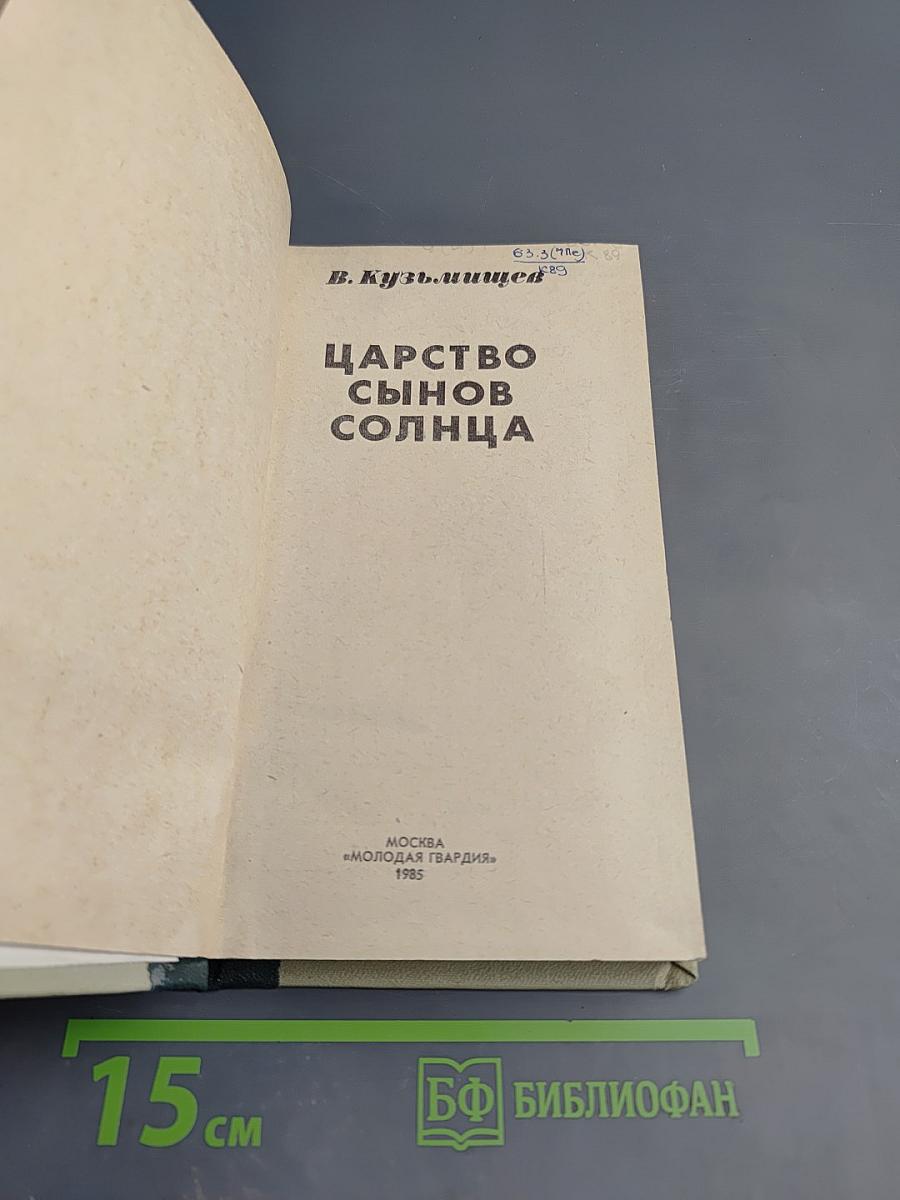 63.3(7Пе)
К89
В. Кузьмищев
ЦАРСТВО
СЫНОВ
СОЛНЦА
МОСКВА
«МОЛОДАЯ ГВАРДИЯ»
1985
15 см
БФ БИБЛИОФАН